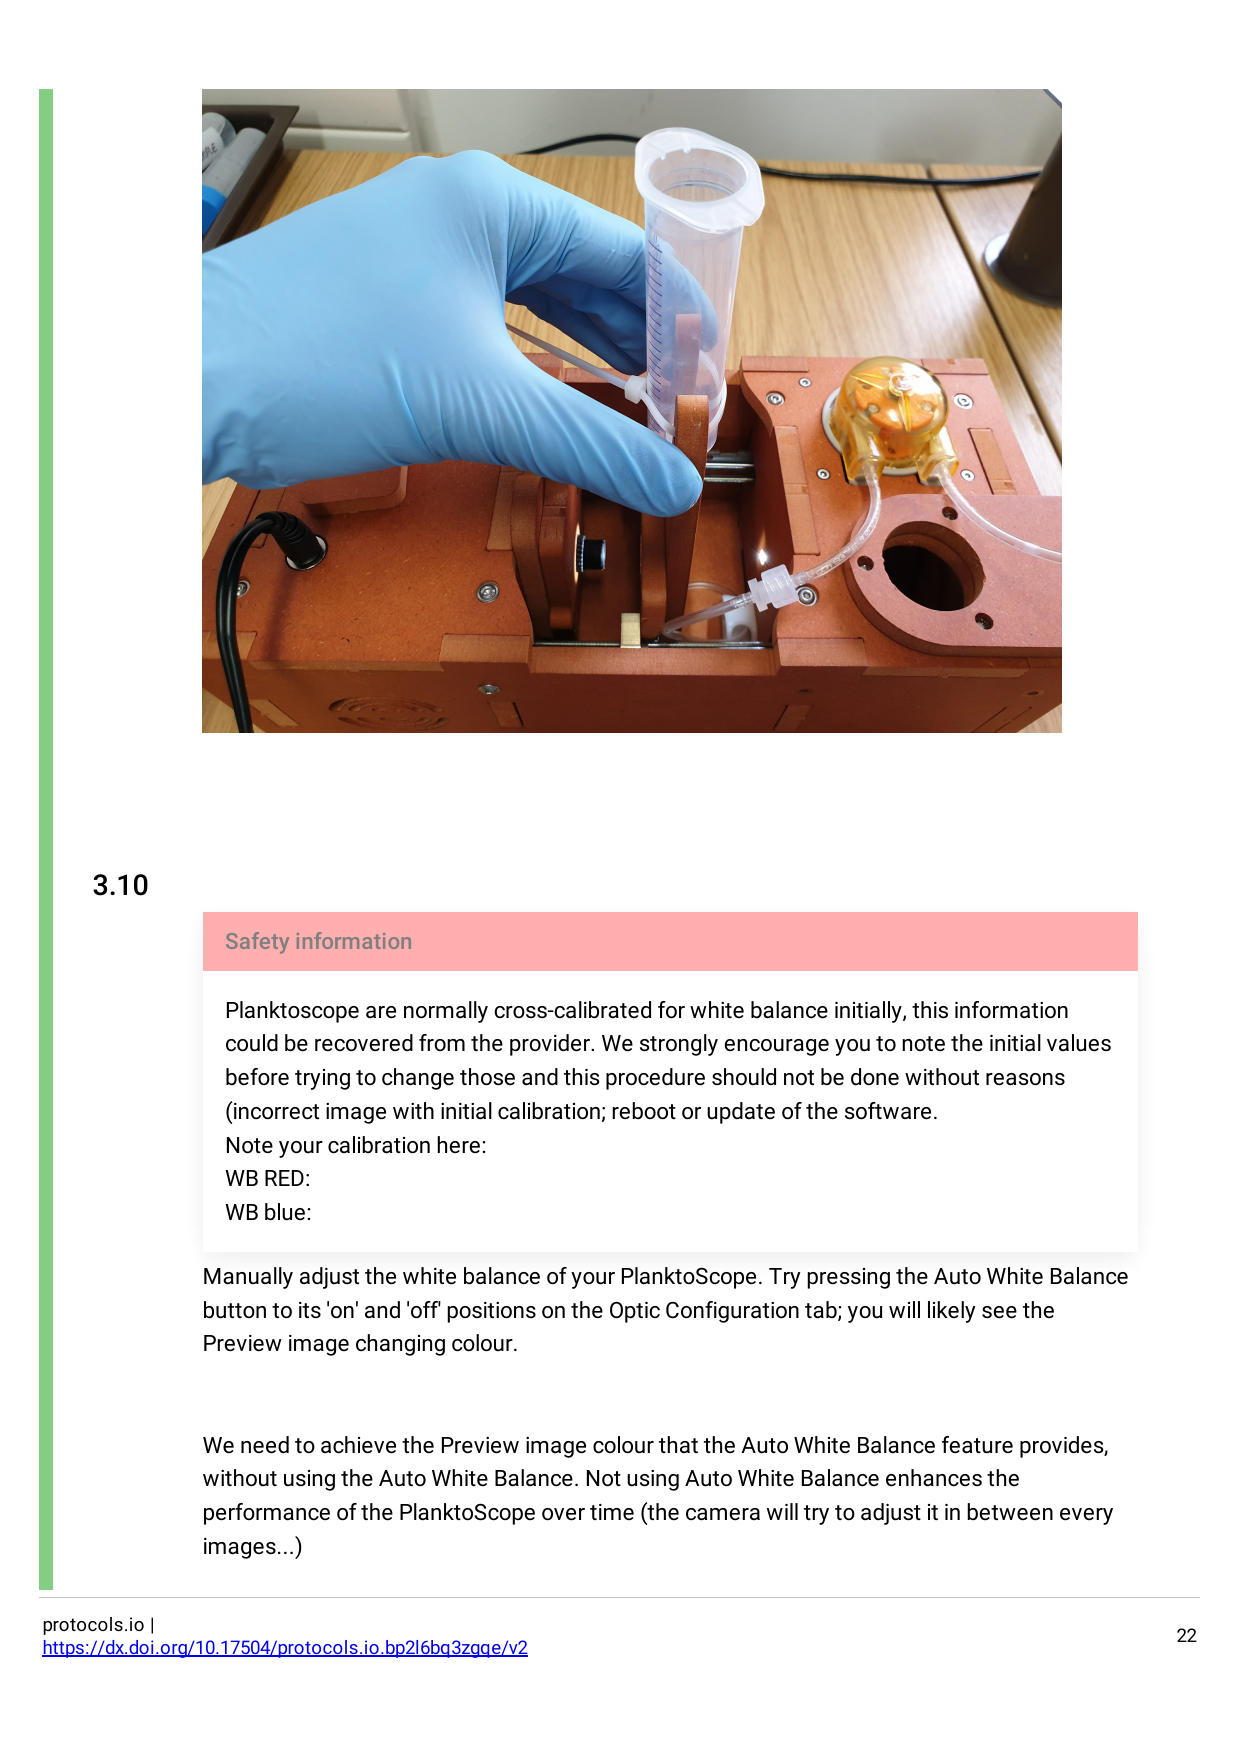 3.10
Safety information
Planktoscope are normally cross-calibrated for white balance initially, this information
could be recovered from the provider. We strongly encourage you to note the initial values
before trying to change those and this procedure should not be done without reasons
(incorrect image with initial calibration; reboot or update of the software.
Note your calibration here:
WB RED:
WB blue:
Manually adjust the white balance of your PlanktoScope. Try pressing the Auto White Balance
button to its 'on' and 'off' positions on the Optic Configuration tab; you will likely see the
Preview image changing colour.
We need to achieve the Preview image colour that the Auto White Balance feature provides,
without using the Auto White Balance. Not using Auto White Balance enhances the
performance of the PlanktoScope over time (the camera will try to adjust it in between every
images...)
protocols.io |
https://dx.doi.org/10.17504/protocols.io.bp2l6bq3zgqe/v2
22